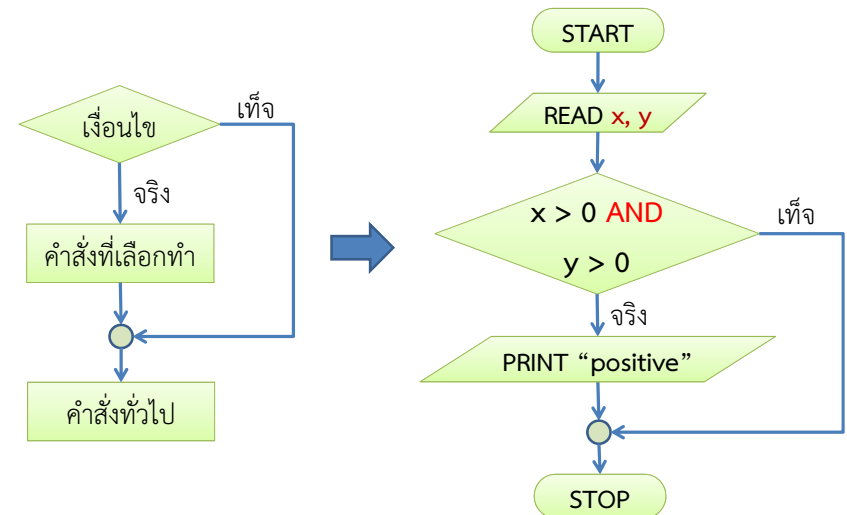 เงื่อนไข
เท็จ
จริง
คำสั่งที่เลือกทำ
คำสั่งทั่วไป
START
READ x, y
x > 0 AND
y > 0
เท็จ
จริง
PRINT “positive”
STOP